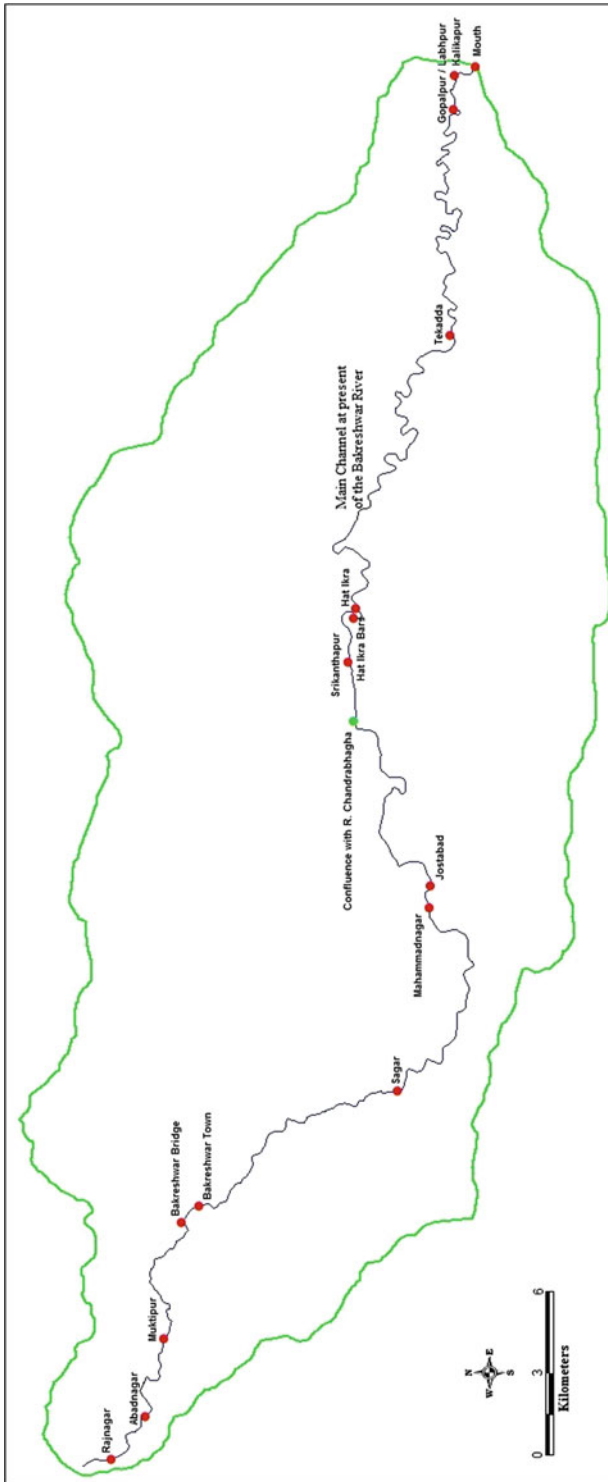 Rajnagar
Abadnagar
Muktipur
Bakreshwar Bridge
Bakreshwar Town
Sagar
Mahammadnagar
Jostabad
Confluence with R. Chandrabhagha
Srikanthapur
Hat Ikra Bars
Hat Ikra
Main Channel at present
of the Bakreshwar River
Tekadda
Gopalpur / Labhpur
Kalikapur
Mouth
N
W
E
S
0
3
6
Kilometers